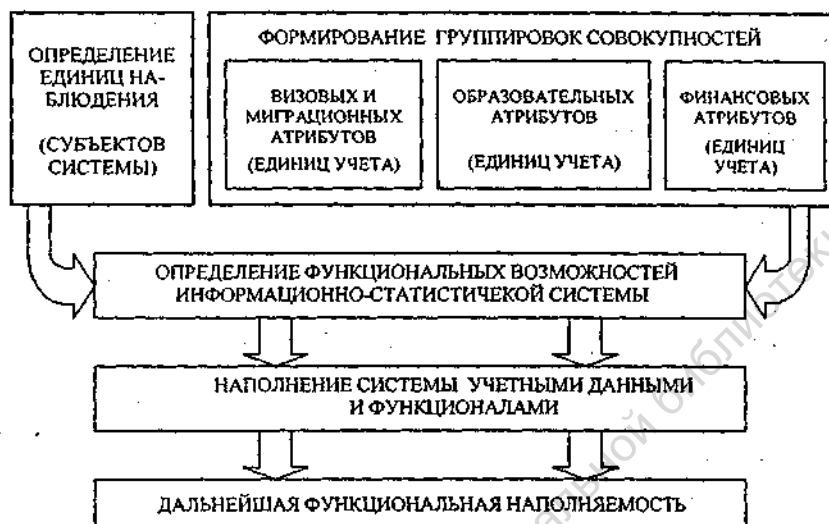 ОПРЕДЕЛЕНИЕ
ЕДИНИЦ НА-
БЛЮДЕНИЯ
(СУБЪЕКТОВ
СИСТЕМЫ)
ФОРМИРОВАНИЕ ГРУППИРОВОК СОВОКУПНОСТЕЙ
ВИЗОВЫХ И
МИГРАЦИОННЫХ
АТРИБУТОВ
(ЕДИНИЦ УЧЕТА)
ОБРАЗОВАТЕЛЬНЫХ
АТРИБУТОВ
(ЕДИНИЦ УЧЕТА)
ФИНАНСОВЫХ
АТРИБУТОВ
(ЕДИНИЦ
УЧЕТА)
ОПРЕДЕЛЕНИЕ ФУНКЦИОНАЛЬНЫХ ВОЗМОЖНОСТЕЙ
ИНФОРМАЦИОННО-СТАТИСТИЧЕКОЙ СИСТЕМЫ
НАПОЛНЕНИЕ СИСТЕМЫ УЧЕТНЫМИ ДАННЫМИ
И ФУНКЦИОНАЛАМИ
ДАЛЬНЕЙШАЯ ФУНКЦИОНАЛЬНАЯ НАПОЛНЯЕМОСТЬ